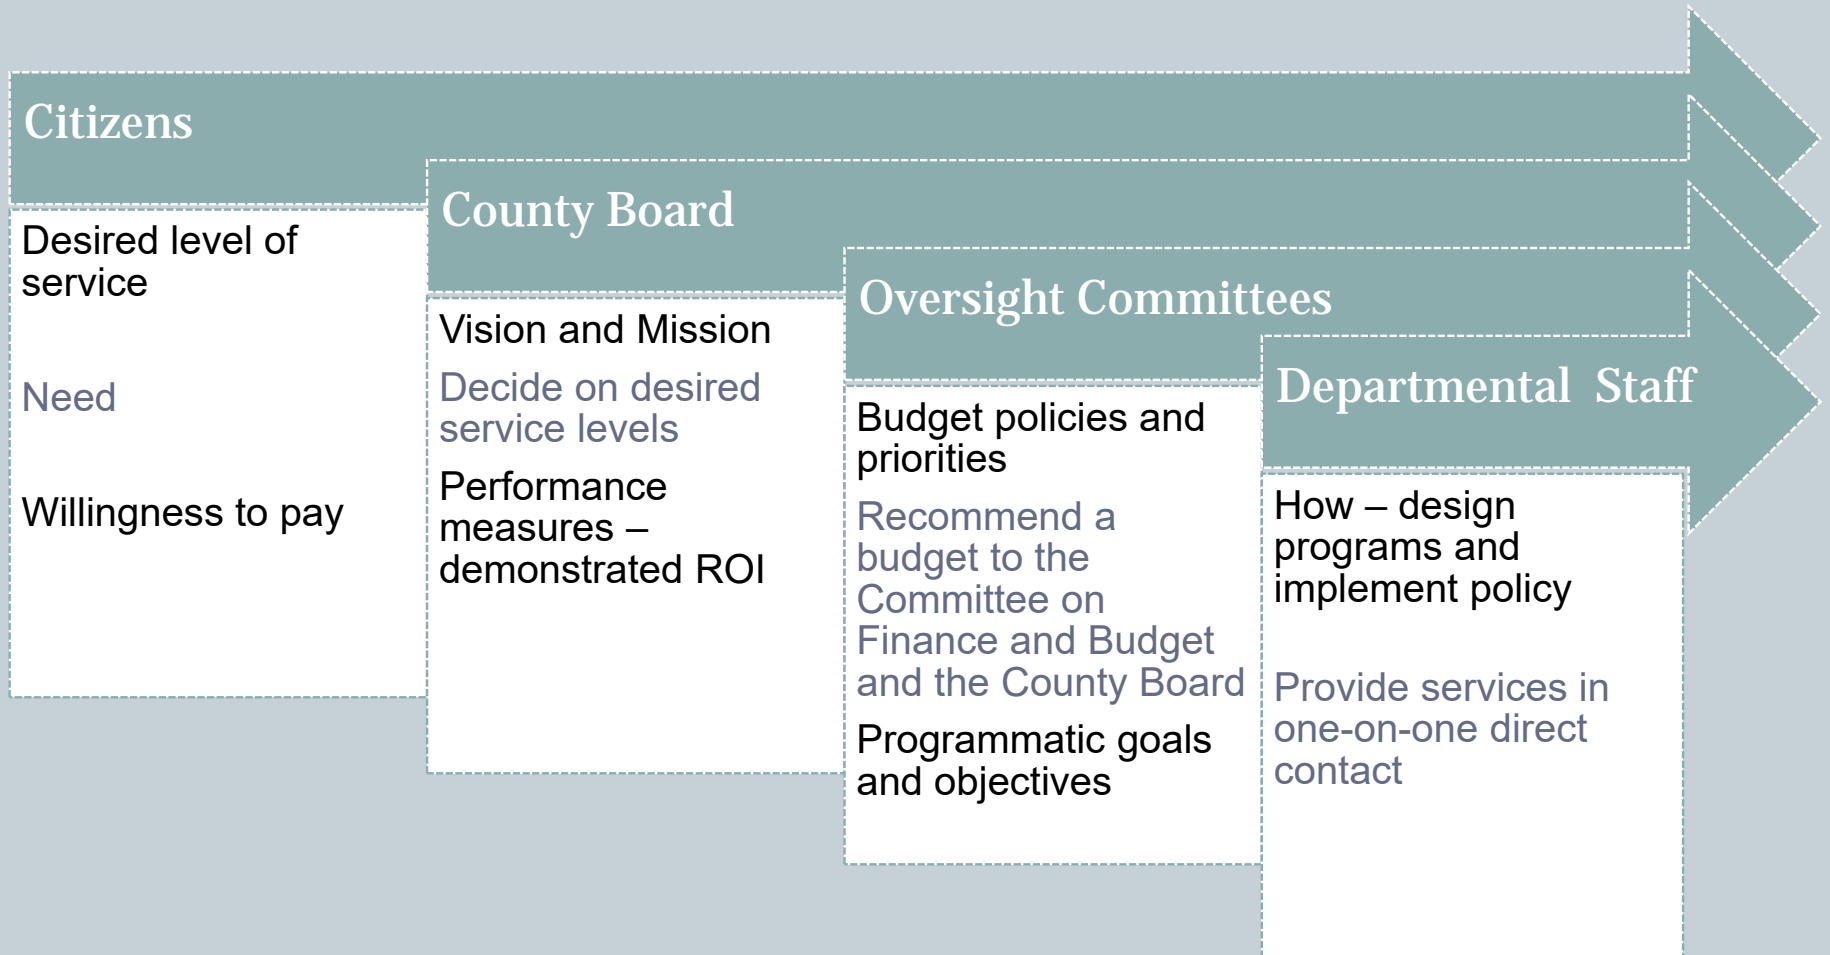 Citizens
Desired level of
service
Need
Willingness to pay
County Board
Vision and Mission
Decide on desired
service levels
Performance
measures –
demonstrated ROI
Oversight Committees
Budget policies and
priorities
Recommend a
budget to the
Committee on
Finance and Budget
and the County Board
Programmatic goals
and objectives
Departmental  Staff
How – design
programs and
implement policy
Provide services in
one-on-one direct
contact